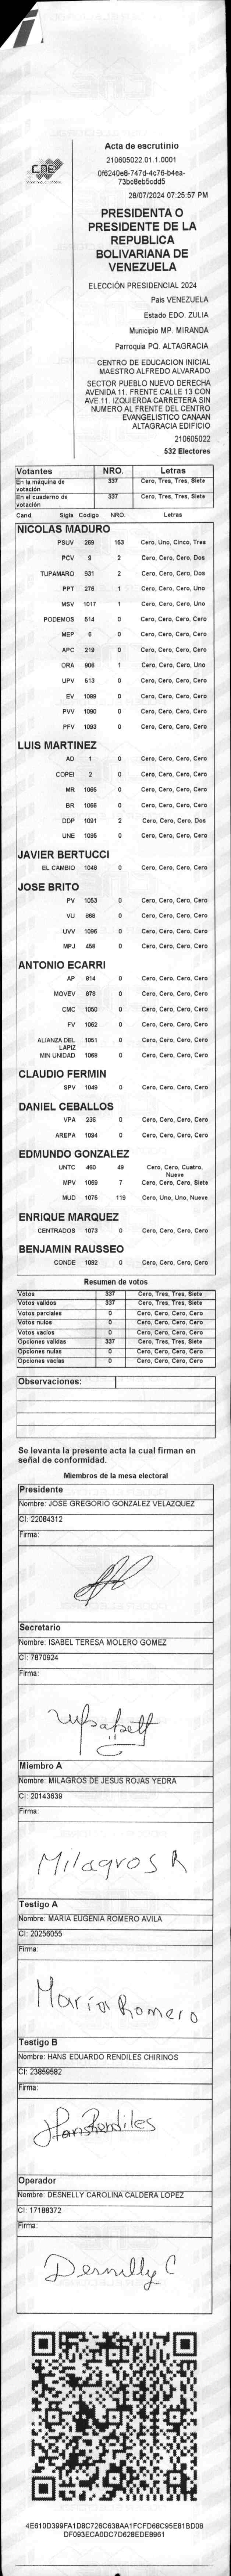 CNE
Acta de escrutinio
210605022.01.1.0001
0f6240e8-747d-4c76-b4ea-
73bc8eb5cdd5
28/07/2024 07:25:57 PM
PRESIDENTA O
PRESIDENTE DE LA
REPUBLICA
BOLIVARIANA DE
VENEZUELA
ELECCIÓN PRESIDENCIAL 2024
Pais VENEZUELA
Estado EDO. ZULIA
Municipio MP. MIRANDA
Parroquia PQ. ALTAGRACIA
CENTRO DE EDUCACION INICIAL
MAESTRO ALFREDO ALVARADO
SECTOR PUEBLO NUEVO DERECHA
AVENIDA 11. FRENTE CALLE 13 CON
AVE 11. IZQUIERDA CARRETERA SIN
NUMERO AL FRENTE DEL CENTRO
EVANGELISTICO CANAAN
ALTAGRACIA EDIFICIO
210605022
532 Electores
Votantes NRO. Letras
En la máquina de votación 337 Cero, Tres, Tres, Siete
En el cuaderno de votación 337 Cero, Tres, Tres, Siete
Cand. Sigla Código NRO. Letras
NICOLAS MADURO
PSUV 269 153 Cero, Uno, Cinco, Tres
PCV 9 2 Cero, Cero, Cero, Dos
TUPAMARO 931 2 Cero, Cero, Cero, Dos
PPT 276 1 Cero, Cero, Cero, Uno
MSV 1017 1 Cero, Cero, Cero, Uno
PODEMOS 514 0 Cero, Cero, Cero, Cero
MEP 6 0 Cero, Cero, Cero, Cero
APC 219 0 Cero, Cero, Cero, Cero
ORA 906 1 Cero, Cero, Cero, Uno
UPV 513 0 Cero, Cero, Cero, Cero
EV 1089 0 Cero, Cero, Cero, Cero
PVV 1090 0 Cero, Cero, Cero, Cero
PFV 1093 0 Cero, Cero, Cero, Cero
LUIS MARTINEZ
AD 1 0 Cero, Cero, Cero, Cero
COPEI 2 0 Cero, Cero, Cero, Cero
MR 1065 0 Cero, Cero, Cero, Cero
BR 1066 0 Cero, Cero, Cero, Cero
DDP 1091 2 Cero, Cero, Cero, Dos
UNE 1095 0 Cero, Cero, Cero, Cero
JAVIER BERTUCCI
EL CAMBIO 1048 0 Cero, Cero, Cero, Cero
JOSE BRITO
PV 1053 0 Cero, Cero, Cero, Cero
VU 868 0 Cero, Cero, Cero, Cero
UVV 1096 0 Cero, Cero, Cero, Cero
MPJ 458 0 Cero, Cero, Cero, Cero
ANTONIO ECARRI
AP 814 0 Cero, Cero, Cero, Cero
MOVEV 878 0 Cero, Cero, Cero, Cero
CMC 1050 0 Cero, Cero, Cero, Cero
FV 1062 0 Cero, Cero, Cero, Cero
ALIANZA DEL LAPIZ 1061 0 Cero, Cero, Cero, Cero
MIN UNIDAD 1068 0 Cero, Cero, Cero, Cero
CLAUDIO FERMIN
SPV 1049 0 Cero, Cero, Cero, Cero
DANIEL CEBALLOS
VPA 236 0 Cero, Cero, Cero, Cero
AREPA 1094 0 Cero, Cero, Cero, Cero
EDMUNDO GONZALEZ
UNTC 460 49 Cero, Cero, Cuatro, Nueve
MPV 1069 7 Cero, Cero, Cero, Siete
MUD 1075 119 Cero, Uno, Uno, Nueve
ENRIQUE MARQUEZ
CENTRADOS 1073 0 Cero, Cero, Cero, Cero
BENJAMIN RAUSSEO
CONDE 1092 0 Cero, Cero, Cero, Cero
Resumen de votos
Votos 337 Cero, Tres, Tres, Siete
Votos validos 337 Cero, Tres, Tres, Siete
Votos parciales 0 Cero, Cero, Cero, Cero
Votos nulos 0 Cero, Cero, Cero, Cero
Votos vacios 0 Cero, Cero, Cero, Cero
Opciones validas 337 Cero, Tres, Tres, Siete
Opciones nulas 0 Cero, Cero, Cero, Cero
Opciones vacias 0 Cero, Cero, Cero, Cero
Observaciones:
Se levanta la presente acta la cual firman en
señal de conformidad.
Miembros de la mesa electoral
Presidente
Nombre: JOSE GREGORIO GONZALEZ VELAZQUEZ
CI: 22084312
Firma:
Secretario
Nombre: ISABEL TERESA MOLERO GOMEZ
CI: 7870924
Firma:
Miembro A
Nombre: MILAGROS DE JESUS ROJAS YEDRA
CI: 20143639
Firma:
Milagros R
Testigo A
Nombre: MARIA EUGENIA ROMERO AVILA
CI: 20256055
Firma:
María Romero
Testigo B
Nombre: HANS EDUARDO RENDILES CHIRINOS
CI: 23859582
Firma:
Hans Rendiles
Operador
Nombre: DESNELLY CAROLINA CALDERA LOPEZ
CI: 17188372
Firma:
4E610D399FA1D8C726C638AA1FCFD68C95E81BD08
DF093ECA0DC7D628EDE8961